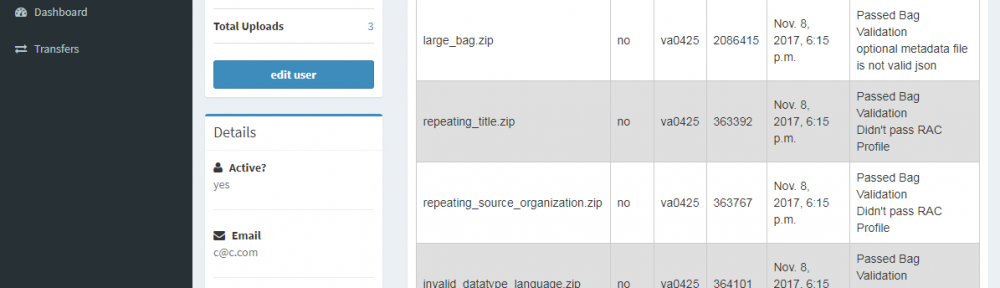 Dashboard
Transfers
Total Uploads 3
edit user
Details
Active?
yes
Email
c@c.com
large_bag.zip no va0425 2086415 Nov. 8, 2017, 6:15 p.m. Passed Bag Validation optional metadata file is not valid json
repeating_title.zip no va0425 363392 Nov. 8, 2017, 6:15 p.m. Passed Bag Validation Didn't pass RAC Profile
repeating_source_organization.zip no va0425 363767 Nov. 8, 2017, 6:15 p.m. Passed Bag Validation Didn't pass RAC Profile
invalid_datatype_language.zip no va0425 364101 Nov. 8, 2017, 6:15 Passed Bag Validation